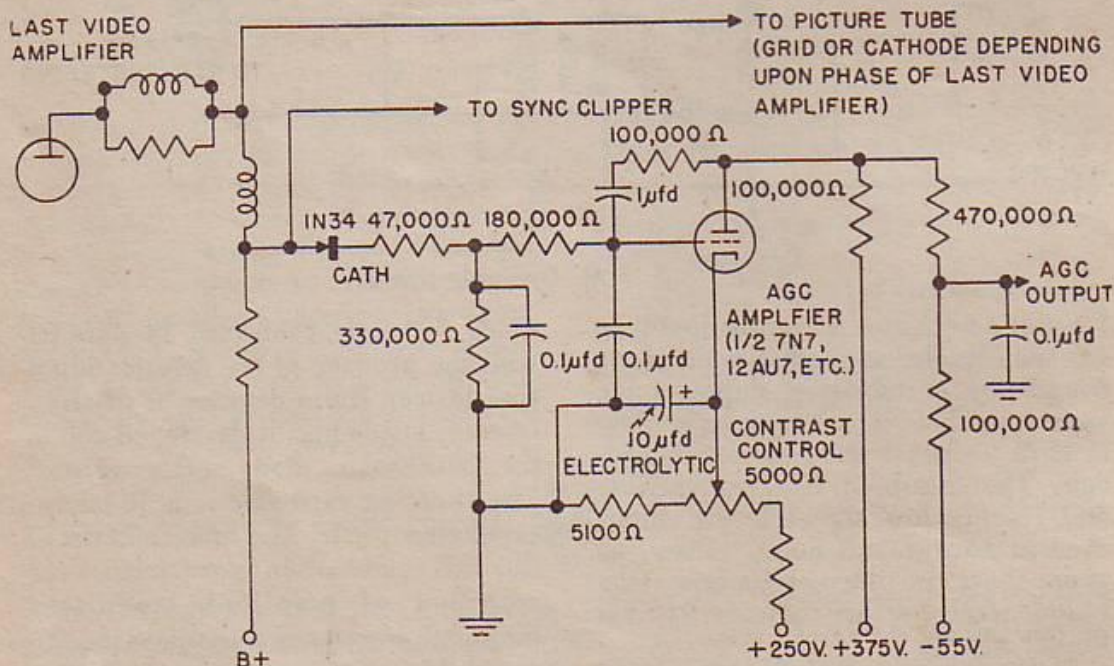 LAST VIDEO
AMPLIFIER
TO PICTURE TUBE
(GRID OR CATHODE DEPENDING
UPON PHASE OF LAST VIDEO
AMPLIFIER)
TO SYNC CLIPPER
100,000Ω
1μfd
100,000Ω
1N34
47,000Ω
180,000Ω
470,000Ω
CATH
AGC
OUTPUT
AGC
AMPLFIER
(1/2 7N7,
12AU7, ETC.)
330,000Ω
0.1μfd
0.1μfd
0.1μfd
+
10μfd
ELECTROLYTIC
CONTRAST
CONTROL
5000Ω
100,000Ω
5100Ω
B+
+250V.
+375V.
-55V.